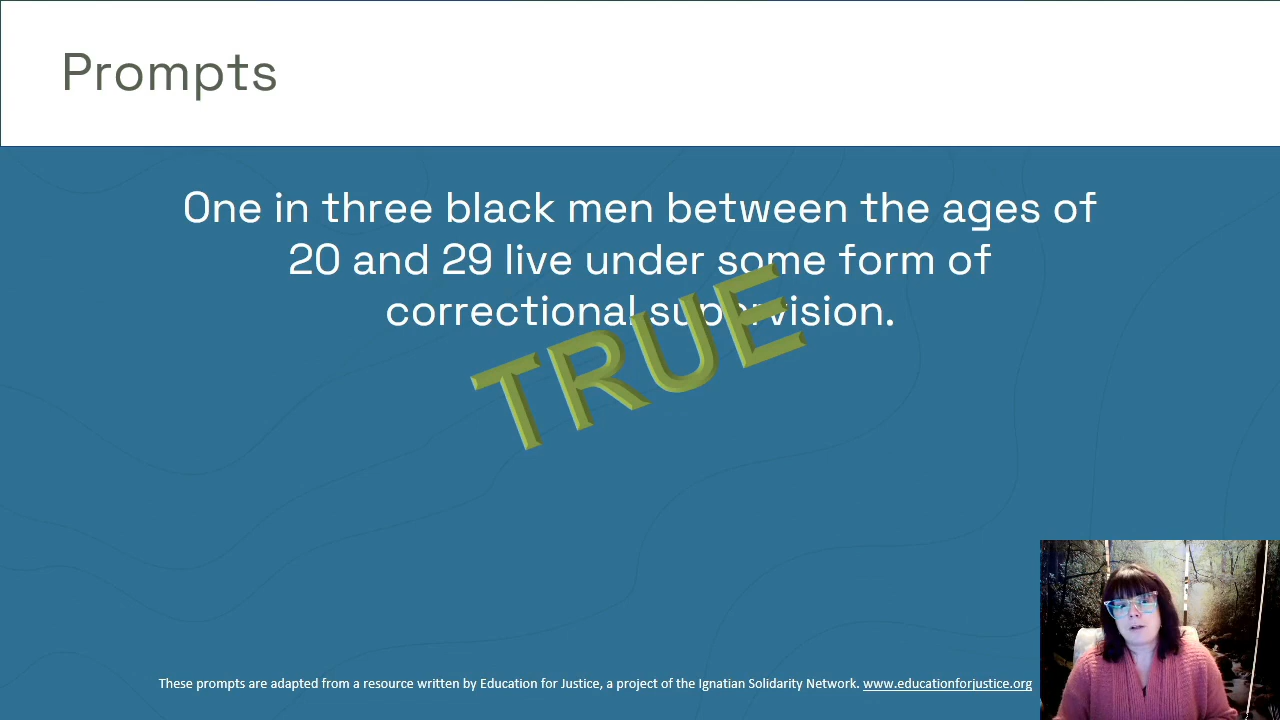 Prompts
One in three black men between the ages of
20 and 29 live under some form of
correctional supervision.
TRUE
These prompts are adapted from a resource written by Education for Justice, a project of the Ignatian Solidarity Network. www.educationforjustice.org